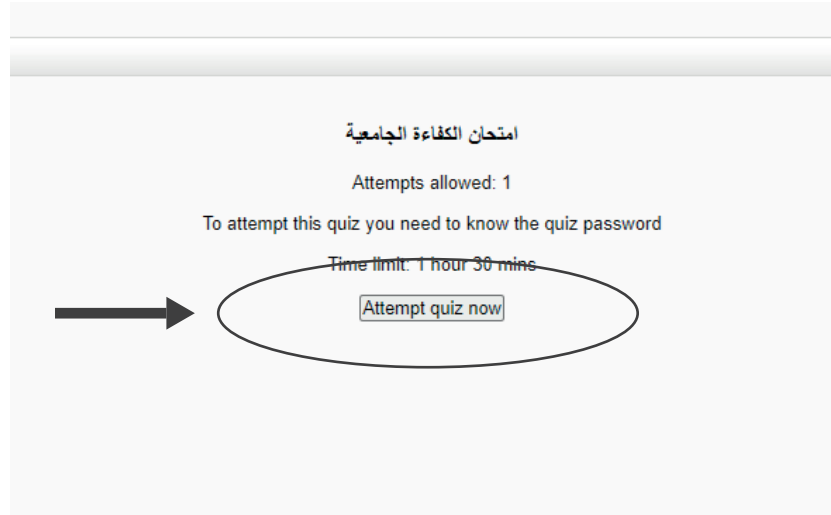 امتحان الكفاءة الجامعية
Attempts allowed: 1
To attempt this quiz you need to know the quiz password
Time limit: 1 hour 30 mins
Attempt quiz now